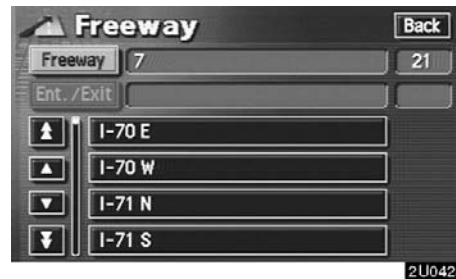 Freeway Back
Freeway 7 21
Ent./Exit
I-70 E
I-70 W
I-71 N
I-71 S
2U042